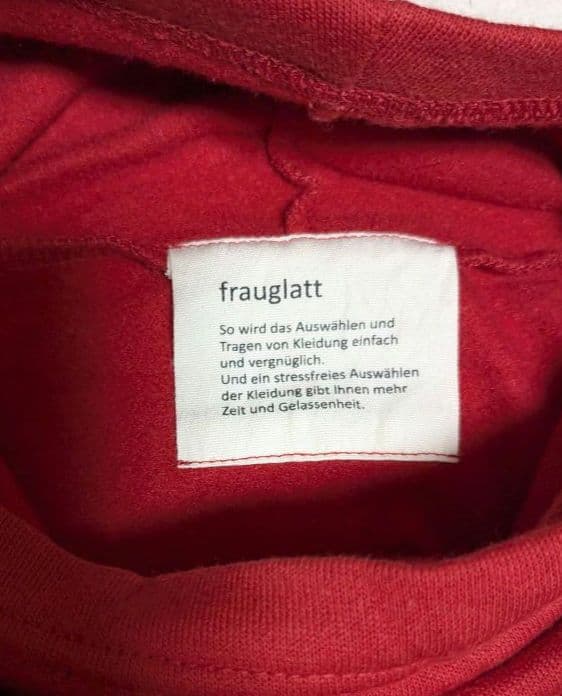 frauglatt
So wird das Auswählen und
Tragen von Kleidung einfach
und vergnüglich.
Und ein stressfreies Auswählen
der Kleidung gibt Ihnen mehr
Zeit und Gelassenheit.